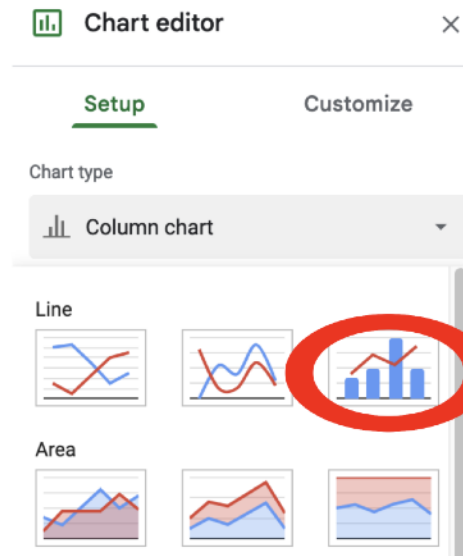 Chart editor
Setup
Customize
Chart type
Column chart
Line
Area